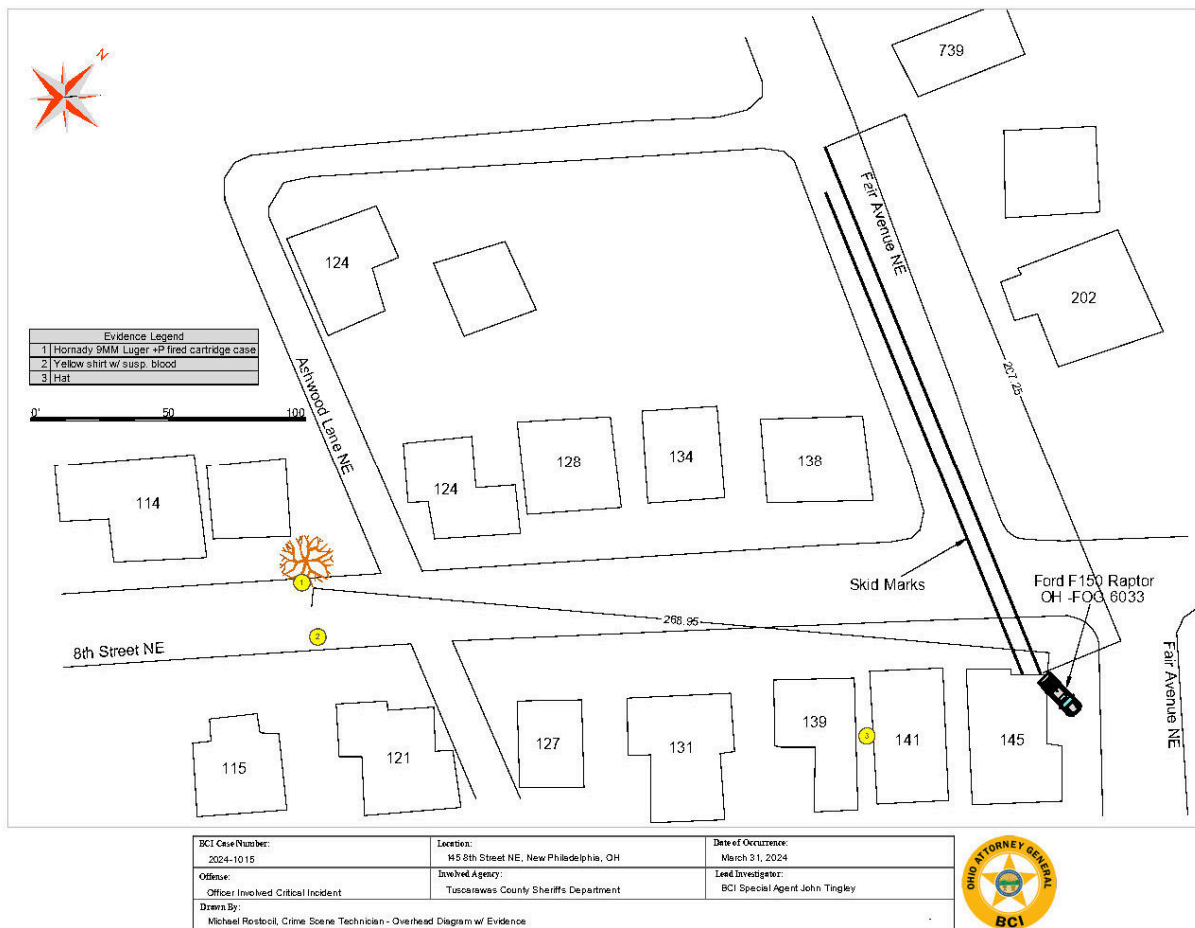 N
739
Fair Avenue NE
124
202
207.25
Evidence Legend
1 Hornady 9MM Luger +P fired cartridge case
2 Yellow shirt w/ susp. blood
3 Hat
0' 50 100
Ashwood Lane NE
114
124
128
134
138
1
2
Skid Marks
Ford F150 Raptor
OH -FOG 6033
268.95
8th Street NE
Fair Avenue NE
115
121
127
131
139
3
141
145
BCI Case Number:
2024-1015
Location:
145 8th Street NE, New Philadelphia, OH
Date of Occurrence:
March 31, 2024
Offense:
Officer Involved Critical Incident
Involved Agency:
Tuscarawas County Sheriffs Department
Lead Investigator:
BCI Special Agent John Tingley
Drawn By:
Michael Rostocil, Crime Scene Technician - Overhead Diagram w/ Evidence
OHIO ATTORNEY GENERAL
BCI